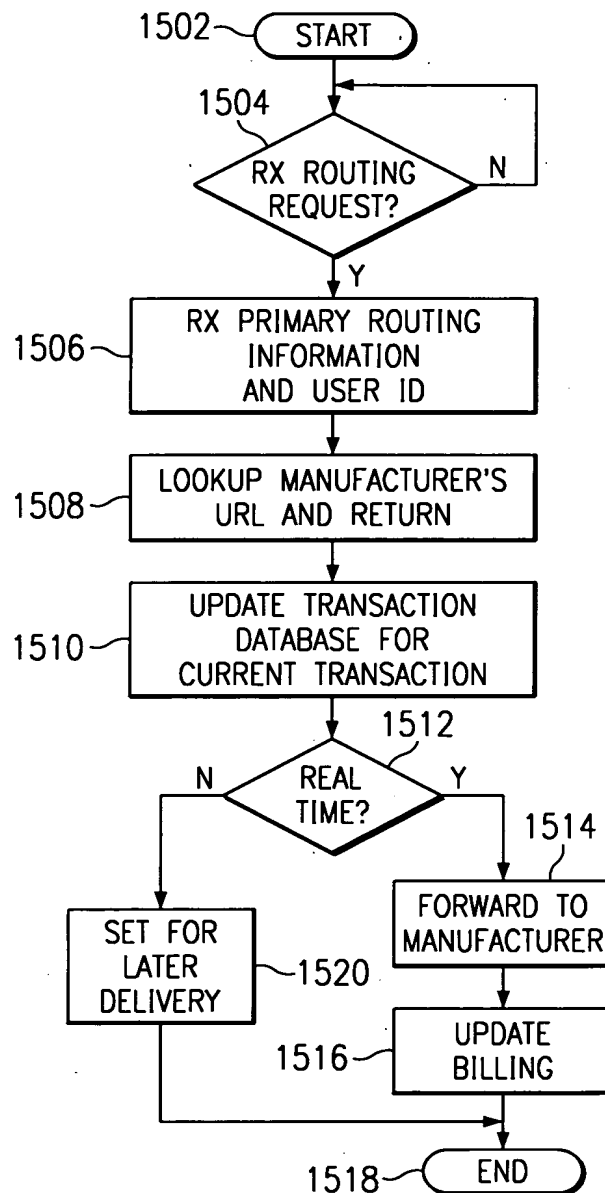 1502
START
1504
RX ROUTING
REQUEST?
N
Y
1506
RX PRIMARY ROUTING
INFORMATION
AND USER ID
1508
LOOKUP MANUFACTURER'S
URL AND RETURN
1510
UPDATE TRANSACTION
DATABASE FOR
CURRENT TRANSACTION
1512
N
REAL
TIME?
Y
1514
FORWARD TO
MANUFACTURER
SET FOR
LATER
DELIVERY
1520
1516
UPDATE
BILLING
1518
END